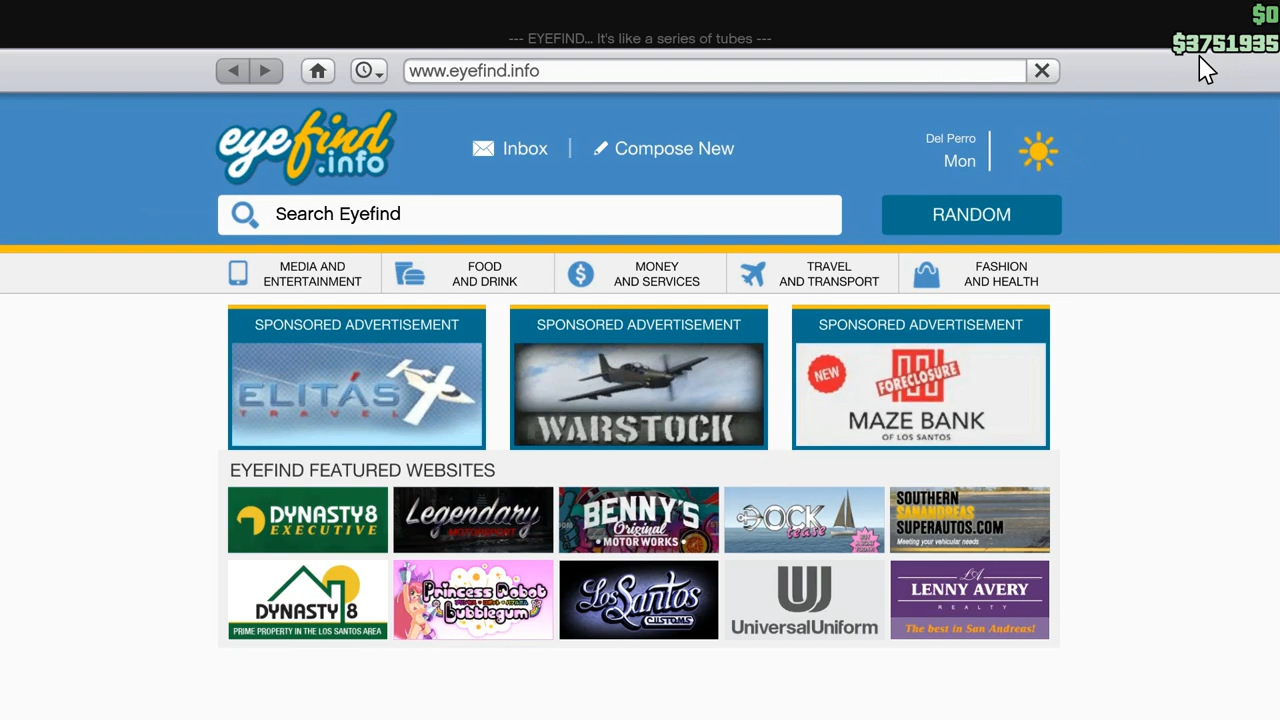 $0
--- EYEFIND... It's like a series of tubes ---
$3751935
www.eyefind.info
eyefind
.info
Inbox
Compose New
Del Perro
Mon
Search Eyefind
RANDOM
MEDIA AND
ENTERTAINMENT
FOOD
AND DRINK
MONEY
AND SERVICES
TRAVEL
AND TRANSPORT
FASHION
AND HEALTH
SPONSORED ADVERTISEMENT
ELITÁS
TRAVEL
SPONSORED ADVERTISEMENT
WARSTOCK
SPONSORED ADVERTISEMENT
NEW
FORECLOSURE
MAZE BANK
OF LOS SANTOS
EYEFIND FEATURED WEBSITES
DYNASTY8
EXECUTIVE
Legendary
MOTORSPORT
BENNY'S
Original
MOTOR WORKS
DOCK
tease
SOUTHERN
SANANDREAS
SUPERAUTOS.COM
Meeting your vehicular needs
DYNASTY 8
PRIME PROPERTY IN THE LOS SANTOS AREA
Princess Robot
Bubblegum
Los Santos
CUSTOMS
UniversalUniform
LA
LENNY AVERY
REALTY
The best in San Andreas!